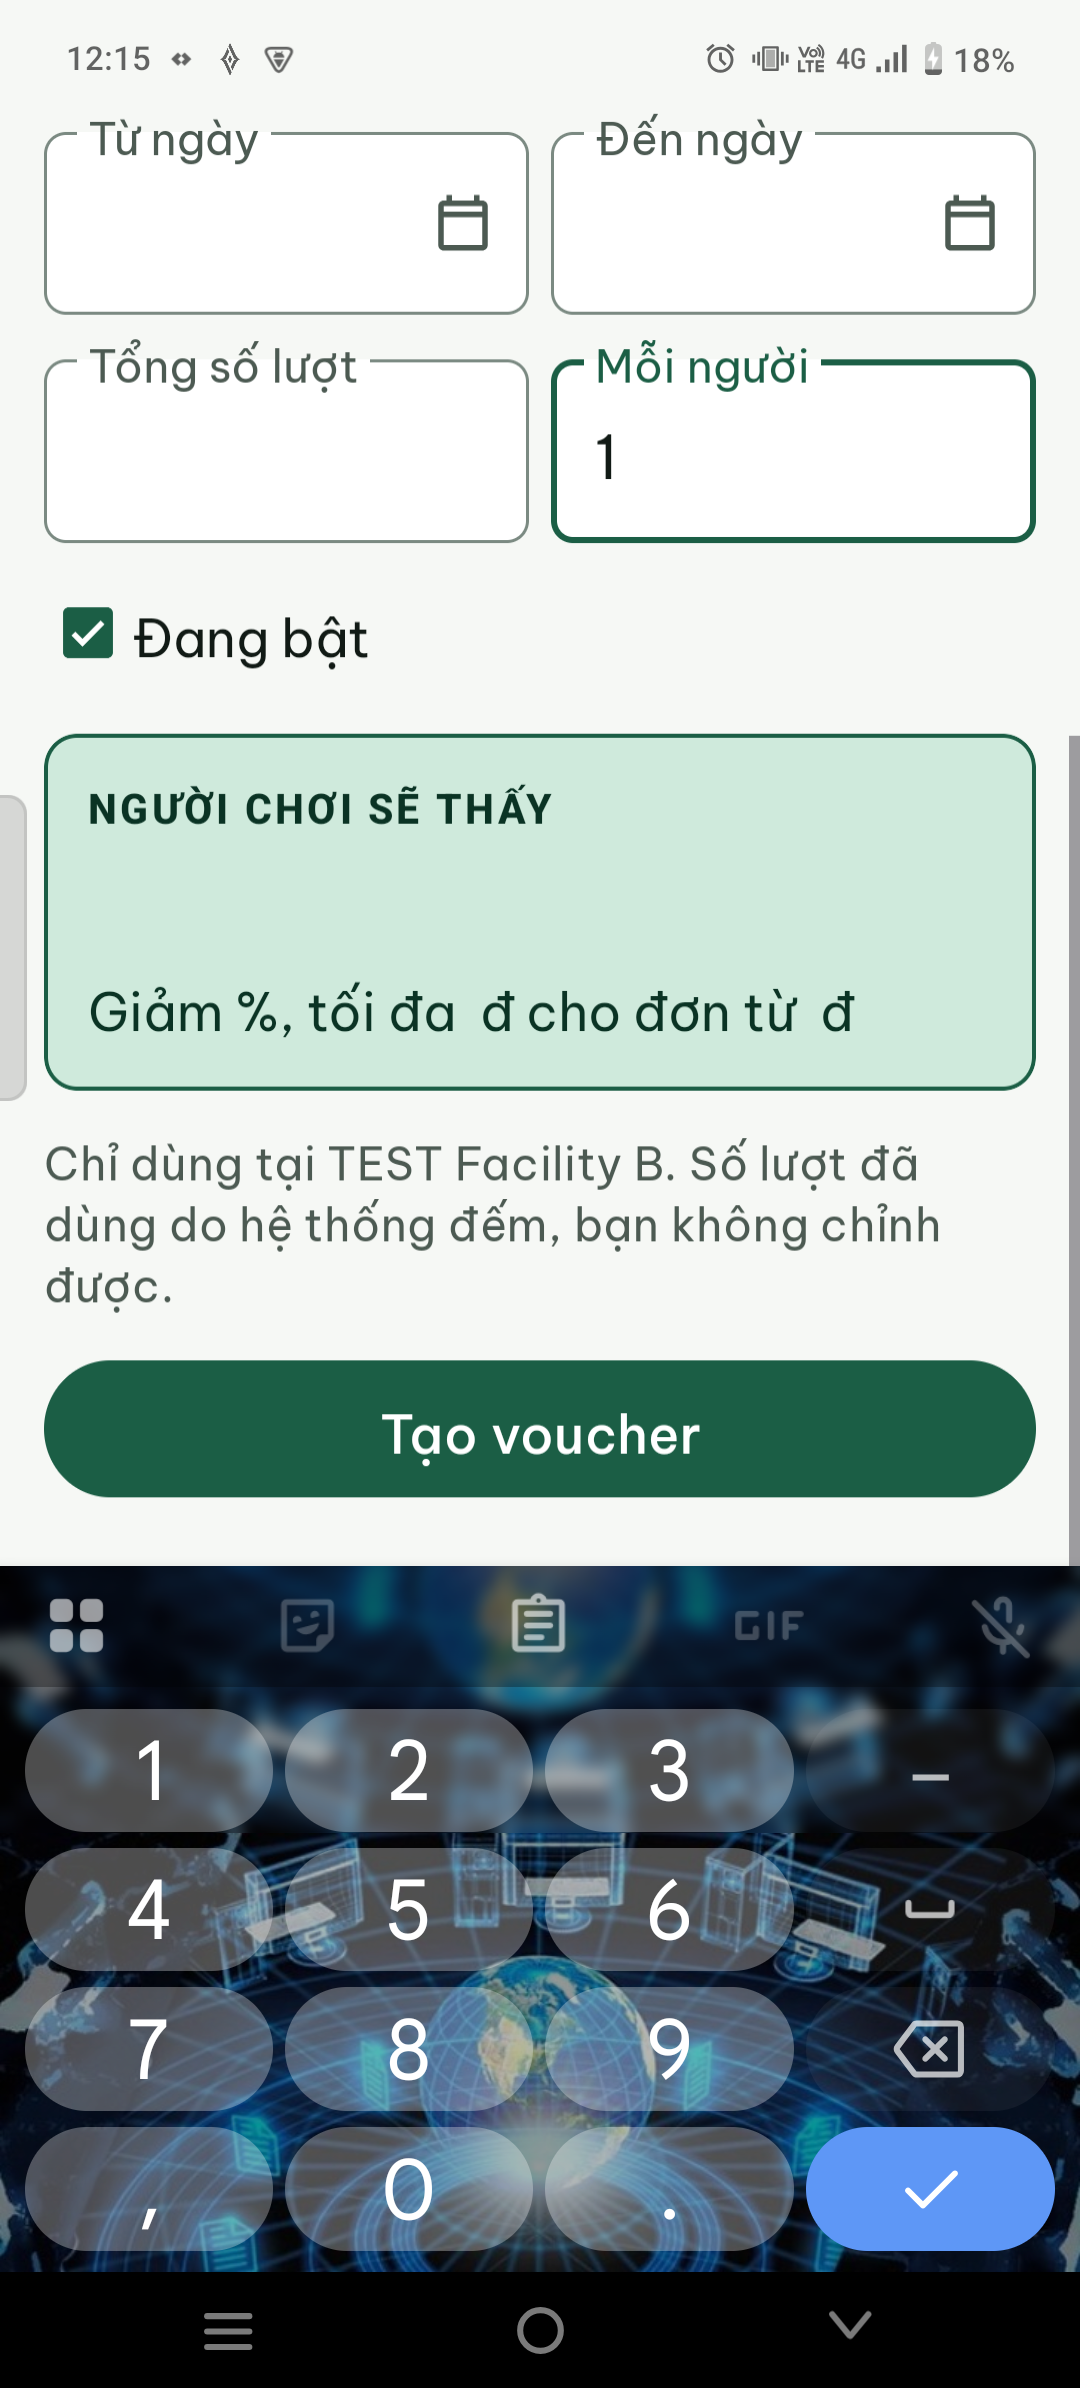 12:15 VoLTE 4G 18%
Từ ngày Đến ngày
Tổng số lượt Mỗi người
1
Đang bật
NGƯỜI CHƠI SẼ THẤY
Giảm %, tối đa đ cho đơn từ đ
Chỉ dùng tại TEST Facility B. Số lượt đã
dùng do hệ thống đếm, bạn không chỉnh
được.
Tạo voucher
GIF
1 2 3 –
4 5 6
7 8 9
, 0 .